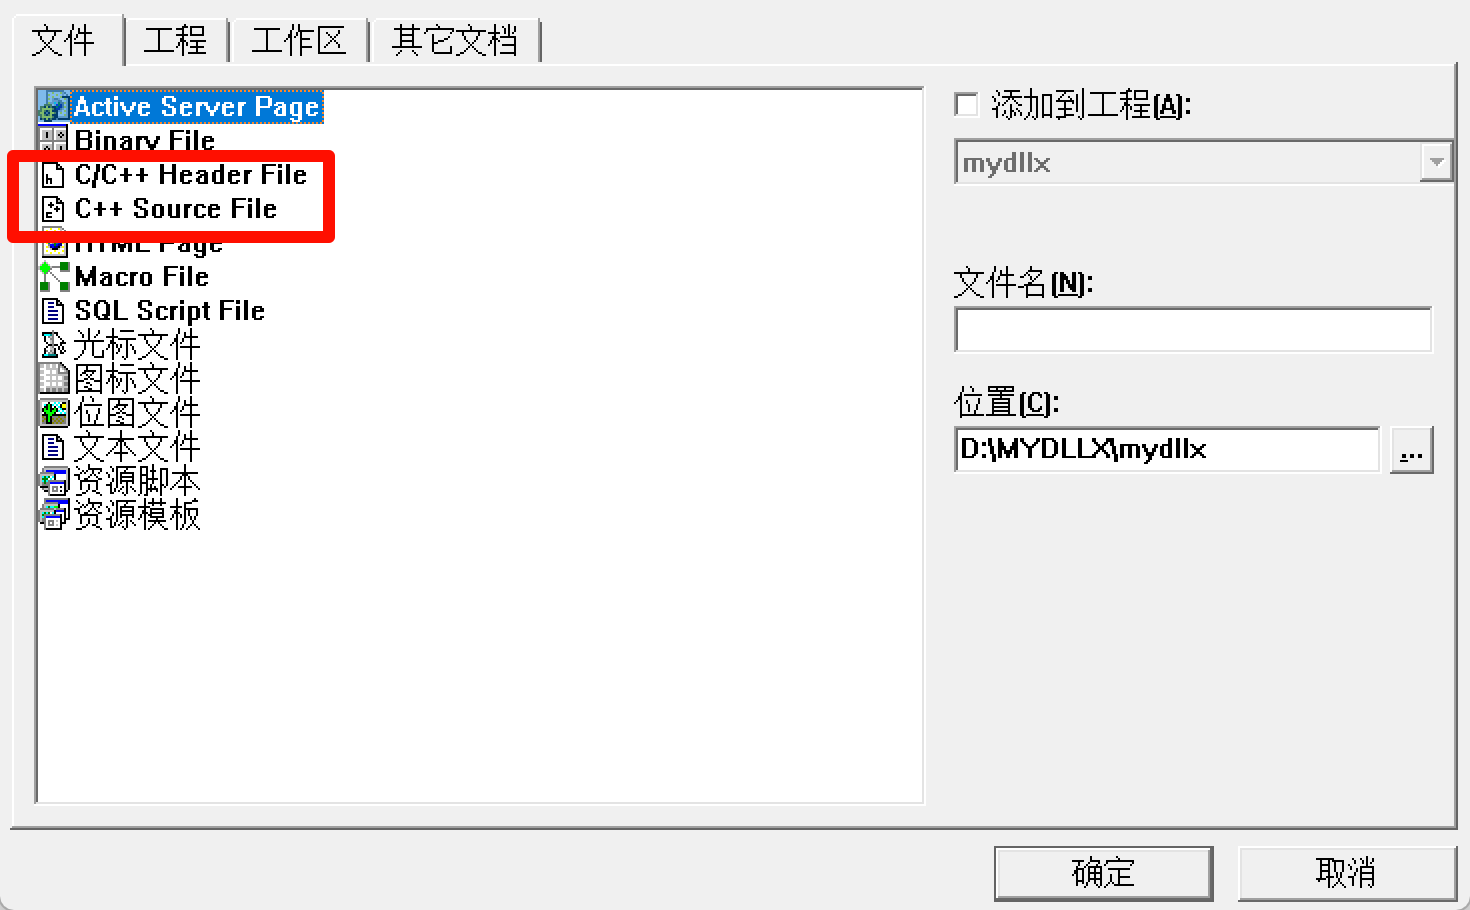 文件 工程 工作区 其它文档
Active Server Page
Binary File
C/C++ Header File
C++ Source File
HTML Page
Macro File
SQL Script File
光标文件
图标文件
位图文件
文本文件
资源脚本
资源模板
添加到工程(A):
mydllx
文件名(N):
位置(C):
D:\MYDLLX\mydllx
...
确定 取消